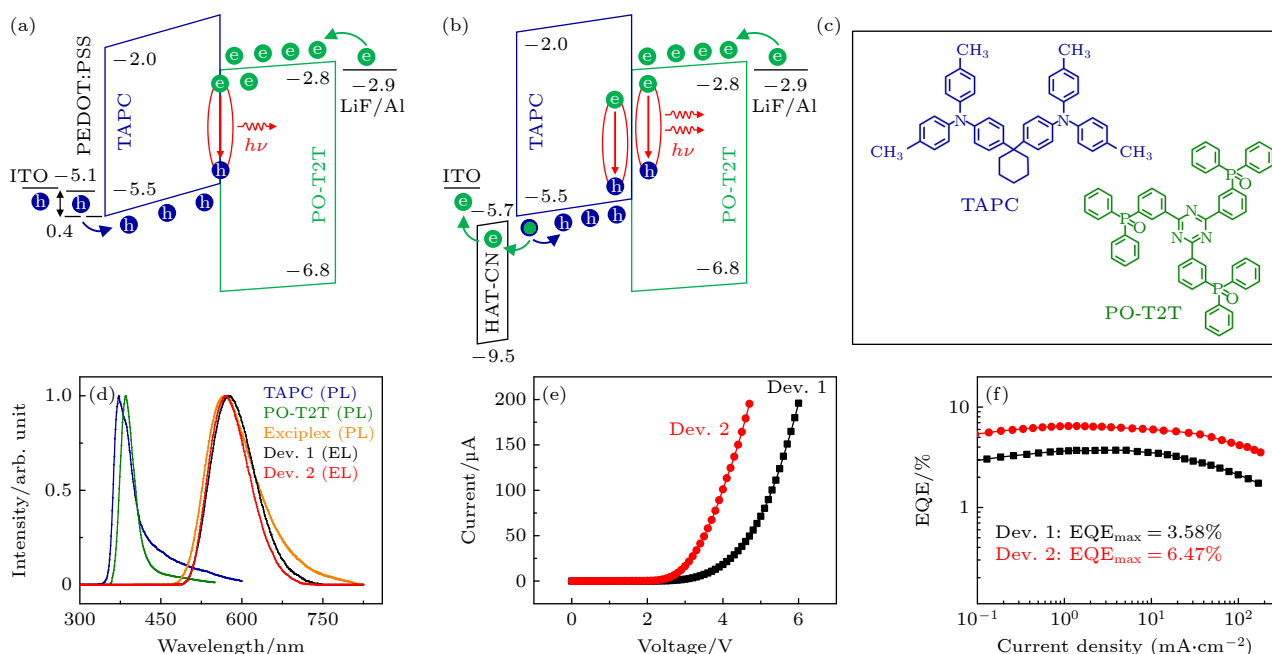 (a)
PEDOT:PSS
−2.0
TAPC
−5.5
ITO
−5.1
0.4
h
h
h
h
h
h
e
e
e
e
e
e
e
hν
−2.8
−2.9
LiF/Al
PO-T2T
−6.8
(b)
−2.0
TAPC
−5.5
ITO
−5.7
HAT-CN
−9.5
e
e
h
h
h
h
h
e
e
e
e
e
e
e
hν
−2.8
−2.9
LiF/Al
PO-T2T
−6.8
(c)
CH3
CH3
N
N
CH3
CH3
TAPC
P
O
P
O
N
N
N
P
O
PO-T2T
(d)
TAPC (PL)
PO-T2T (PL)
Exciplex (PL)
Dev. 1 (EL)
Dev. 2 (EL)
Intensity/arb. unit
1.0
0.5
0
300
450
600
750
Wavelength/nm
(e)
Dev. 1
Dev. 2
Current/μA
200
150
100
50
0
0
2
4
6
Voltage/V
(f)
EQE/%
10
1
Dev. 1: EQEmax = 3.58%
Dev. 2: EQEmax = 6.47%
10−1
100
101
102
Current density (mA·cm−2)